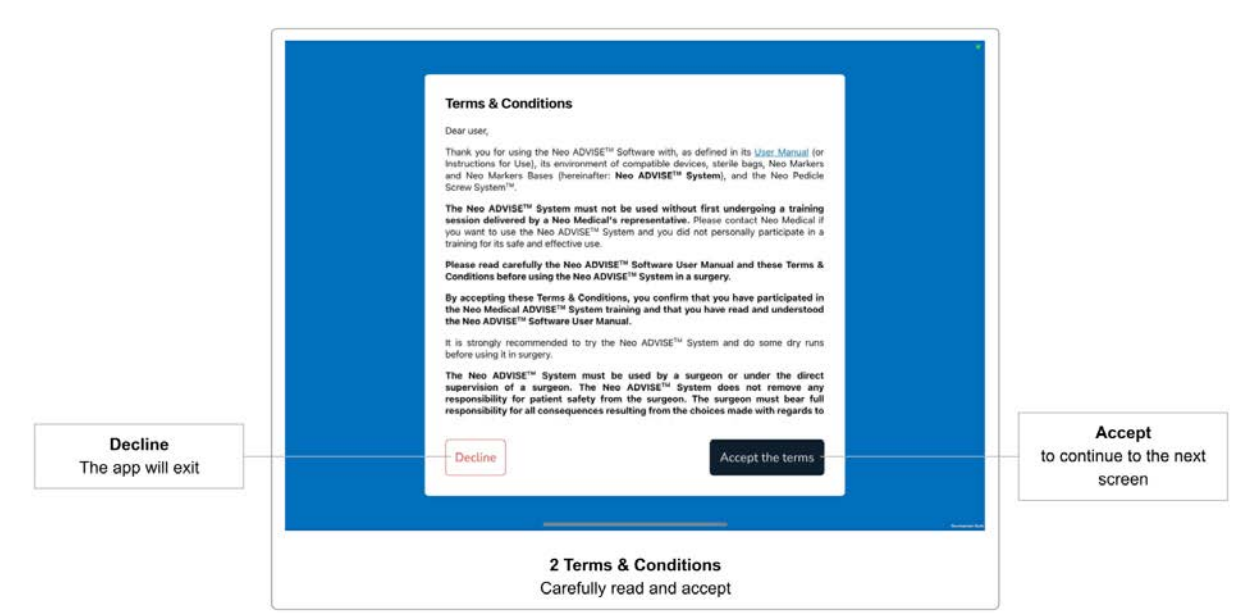 Terms & Conditions
Dear user,
Thank you for using the Neo ADVISE™ Software with, as defined in its User Manual (or
Instructions for Use), its environment of compatible devices, sterile bags, Neo Markers
and Neo Markers Bases (hereinafter: Neo ADVISE™ System), and the Neo Pedicle
Screw System™.
The Neo ADVISE™ System must not be used without first undergoing a training
session delivered by a Neo Medical's representative. Please contact Neo Medical if
you want to use the Neo ADVISE™ System and you did not personally participate in a
training for its safe and effective use.
Please read carefully the Neo ADVISE™ Software User Manual and these Terms &
Conditions before using the Neo ADVISE™ System in a surgery.
By accepting these Terms & Conditions, you confirm that you have participated in
the Neo Medical ADVISE™ System training and that you have read and understood
the Neo ADVISE™ Software User Manual.
It is strongly recommended to try the Neo ADVISE™ System and do some dry runs
before using it in surgery.
The Neo ADVISE™ System must be used by a surgeon or under the direct
supervision of a surgeon. The Neo ADVISE™ System does not remove any
responsibility for patient safety from the surgeon. The surgeon must bear full
responsibility for all consequences resulting from the choices made with regards to
Decline
The app will exit
Decline
Accept the terms
Accept
to continue to the next
screen
2 Terms & Conditions
Carefully read and accept